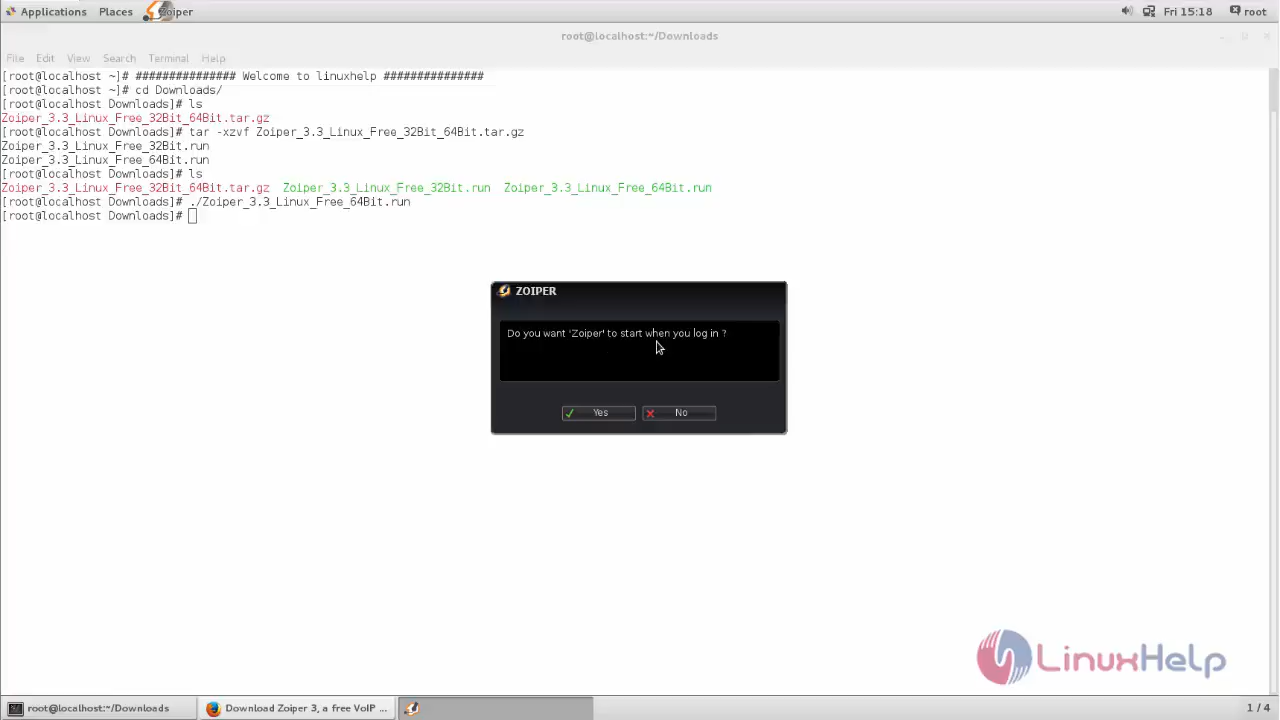 Applications Places Zoiper Fri 15:18 root
root@localhost:~/Downloads
File Edit View Search Terminal Help
[root@localhost ~]# ############### Welcome to linuxhelp ###############
[root@localhost ~]# cd Downloads/
[root@localhost Downloads]# ls
Zoiper_3.3_Linux_Free_32Bit_64Bit.tar.gz
[root@localhost Downloads]# tar -xzvf Zoiper_3.3_Linux_Free_32Bit_64Bit.tar.gz
Zoiper_3.3_Linux_Free_32Bit.run
Zoiper_3.3_Linux_Free_64Bit.run
[root@localhost Downloads]# ls
Zoiper_3.3_Linux_Free_32Bit_64Bit.tar.gz Zoiper_3.3_Linux_Free_32Bit.run Zoiper_3.3_Linux_Free_64Bit.run
[root@localhost Downloads]# ./Zoiper_3.3_Linux_Free_64Bit.run
[root@localhost Downloads]#
ZOIPER
Do you want 'Zoiper' to start when you log in ?
Yes No
LinuxHelp
root@localhost:~/Downloads Download Zoiper 3, a free VoIP ... 1 / 4